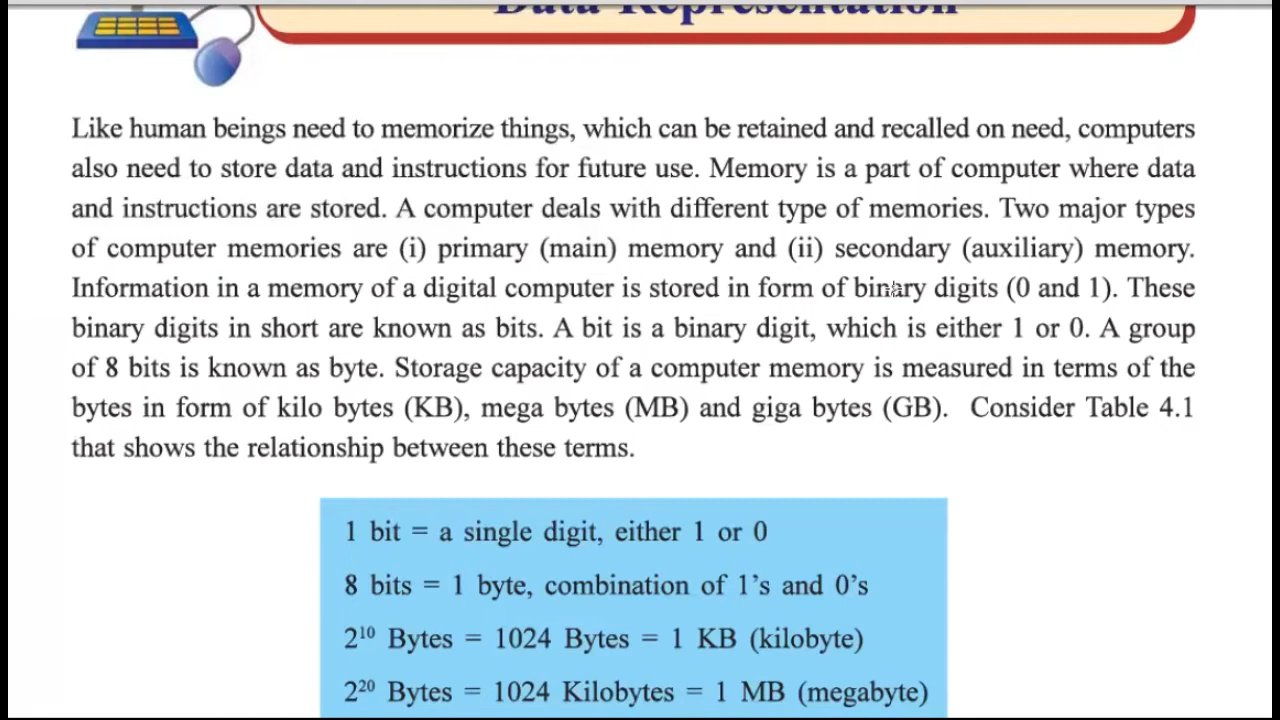 Data Representation
Like human beings need to memorize things, which can be retained and recalled on need, computers
also need to store data and instructions for future use. Memory is a part of computer where data
and instructions are stored. A computer deals with different type of memories. Two major types
of computer memories are (i) primary (main) memory and (ii) secondary (auxiliary) memory.
Information in a memory of a digital computer is stored in form of binary digits (0 and 1). These
binary digits in short are known as bits. A bit is a binary digit, which is either 1 or 0. A group
of 8 bits is known as byte. Storage capacity of a computer memory is measured in terms of the
bytes in form of kilo bytes (KB), mega bytes (MB) and giga bytes (GB). Consider Table 4.1
that shows the relationship between these terms.
1 bit = a single digit, either 1 or 0
8 bits = 1 byte, combination of 1's and 0's
2¹⁰ Bytes = 1024 Bytes = 1 KB (kilobyte)
2²⁰ Bytes = 1024 Kilobytes = 1 MB (megabyte)